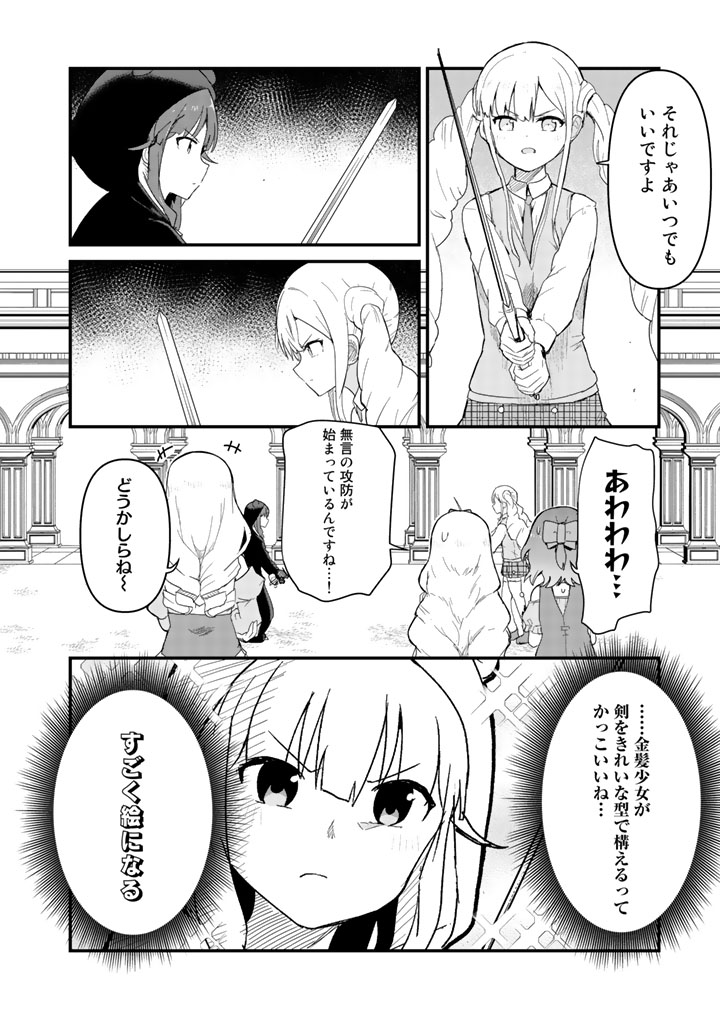 それじゃあいつでも
いいですよ
あわわわ…
無言の攻防が
始まっているんですね…!
どうかしらね〜
……金髪少女が
剣をきれいな型で構えるって
かっこいいね…
すごく絵になる